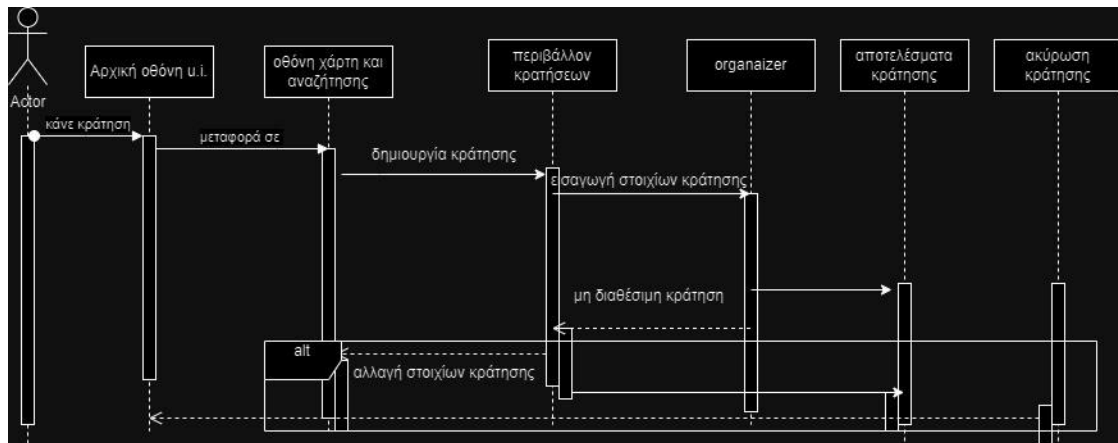 Αρχική οθόνη u.i.
οθόνη χάρτη και
αναζήτησης
περιβάλλον
κρατήσεων
organaizer
αποτελέσματα
κράτησης
ακύρωση
κράτησης
Actor
κάνε κράτηση
μεταφορά σε
δημιουργία κράτησης
εισαγωγή στοιχίων κράτησης
μη διαθέσιμη κράτηση
alt
αλλαγή στοιχίων κράτησης